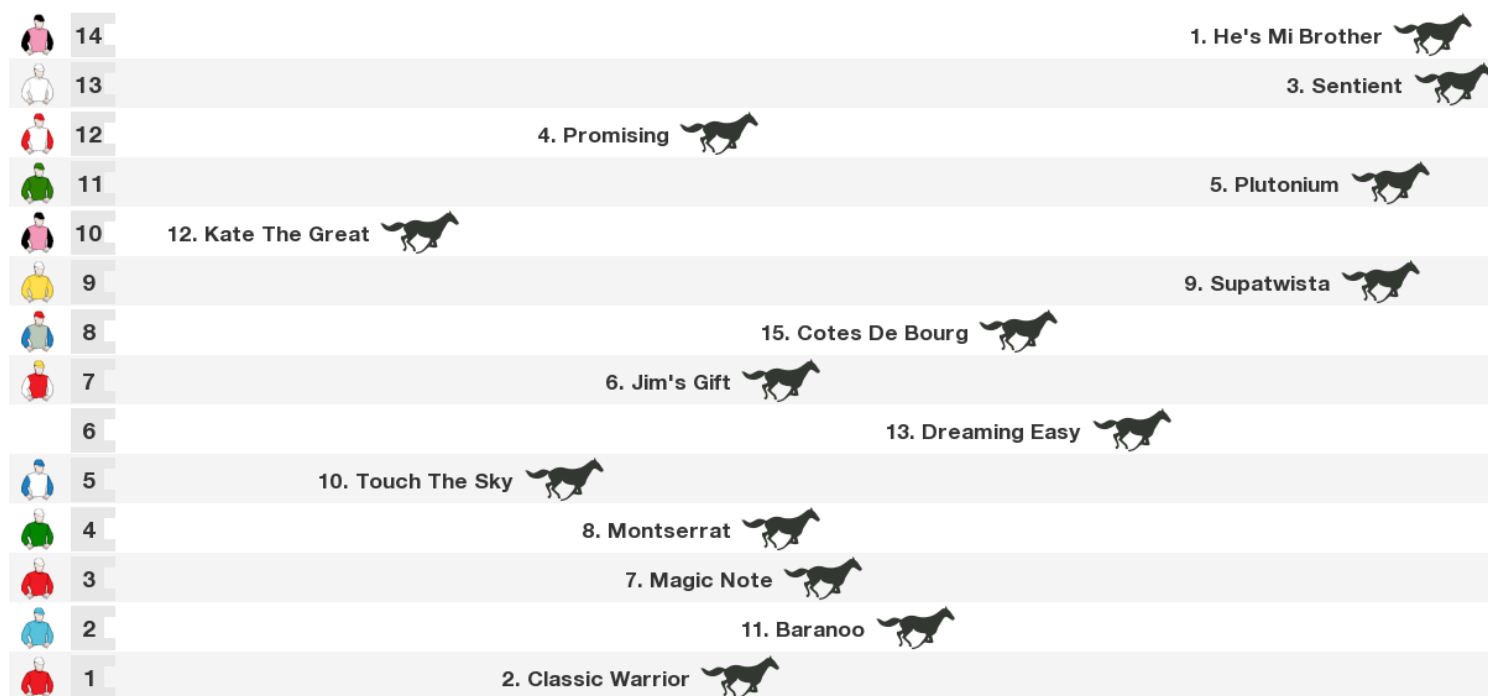 14 1. He's Mi Brother
13 3. Sentient
12 4. Promising
11 5. Plutonium
10 12. Kate The Great
9 9. Supatwista
8 15. Cotes De Bourg
7 6. Jim's Gift
6 13. Dreaming Easy
5 10. Touch The Sky
4 8. Montserrat
3 7. Magic Note
2 11. Baranoo
1 2. Classic Warrior